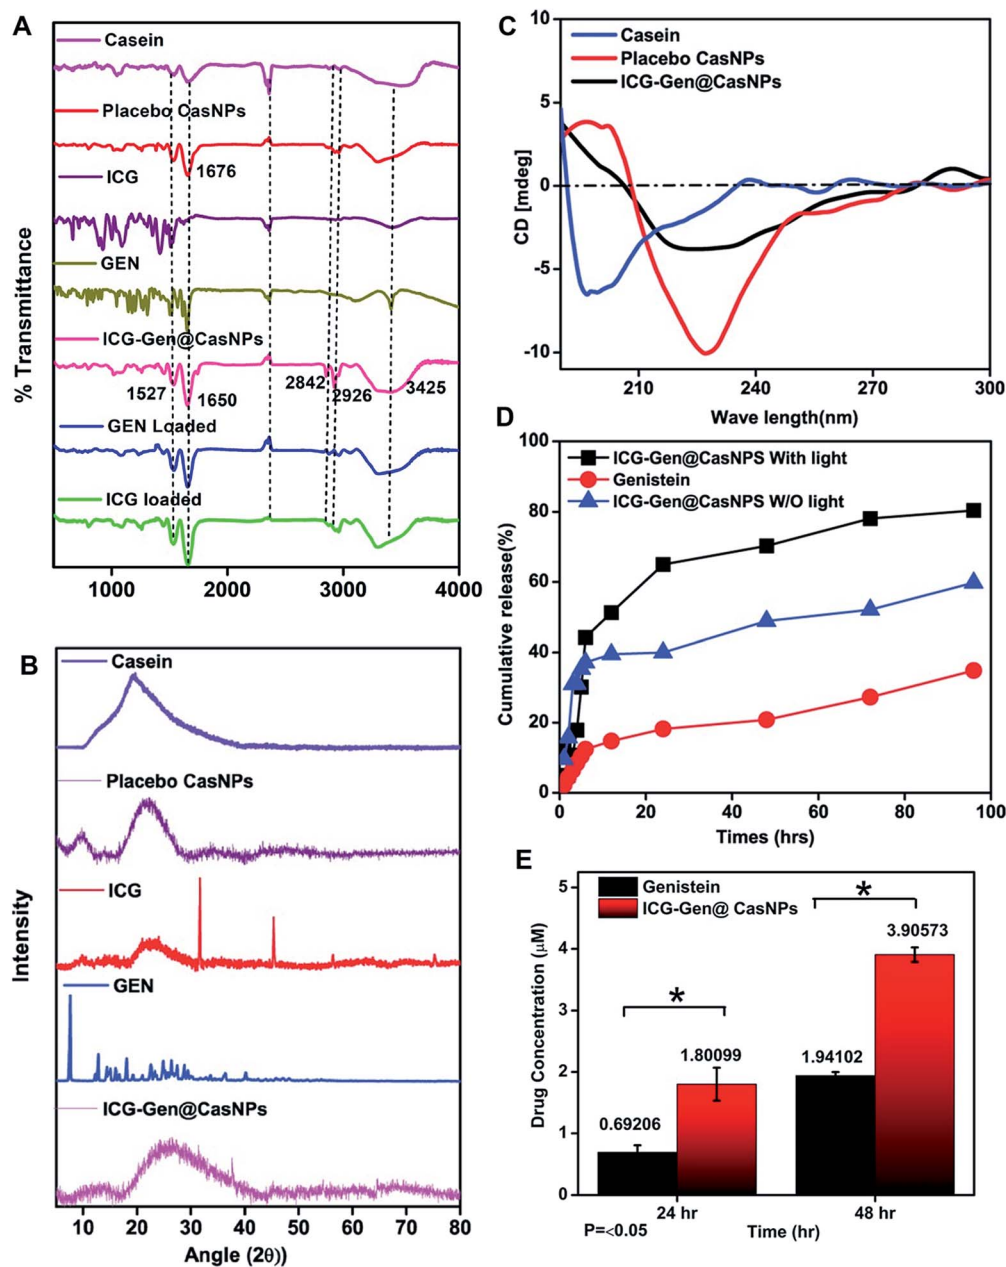 A
Casein
Placebo CasNPs
1676
ICG
GEN
ICG-Gen@CasNPs
1527
1650
2842
2926
3425
GEN Loaded
ICG loaded
% Transmittance
1000 2000 3000 4000
B
Casein
Placebo CasNPs
ICG
GEN
ICG-Gen@CasNPs
Intensity
10 20 30 40 50 60 70 80
Angle (2θ))
C
Casein
Placebo CasNPs
ICG-Gen@CasNPs
CD [mdeg]
10
5
0
-5
-10
210 240 270 300
Wave length(nm)
D
ICG-Gen@CasNPS With light
Genistein
ICG-Gen@CasNPS W/O light
Cumulative release(%)
100
80
60
40
20
0
0 20 40 60 80 100
Times (hrs)
E
Genistein
ICG-Gen@ CasNPs
Drug Concentration (μM)
5
4
3
2
1
0
0.69206
*
1.80099
1.94102
*
3.90573
24 hr 48 hr
P=<0.05
Time (hr)